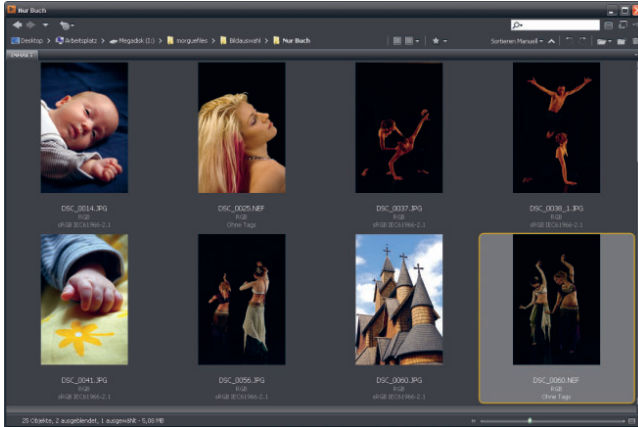 Nur Buch
Desktop > Arbeitsplatz > Megadisk (I:) > morguefiles > Bildauswahl > Nur Buch
Sortieren Manuell
INHALT
DSC_0014.JPG
RGB
sRGB IEC61966-2.1
DSC_0025.NEF
RGB
Ohne Tags
DSC_0037.JPG
RGB
sRGB IEC61966-2.1
DSC_0038_1.JPG
RGB
sRGB IEC61966-2.1
DSC_0041.JPG
RGB
sRGB IEC61966-2.1
DSC_0056.JPG
RGB
sRGB IEC61966-2.1
DSC_0060.JPG
RGB
sRGB IEC61966-2.1
DSC_0060.NEF
RGB
Ohne Tags
25 Objekte, 2 ausgeblendet, 1 ausgewählt - 5,08 MB